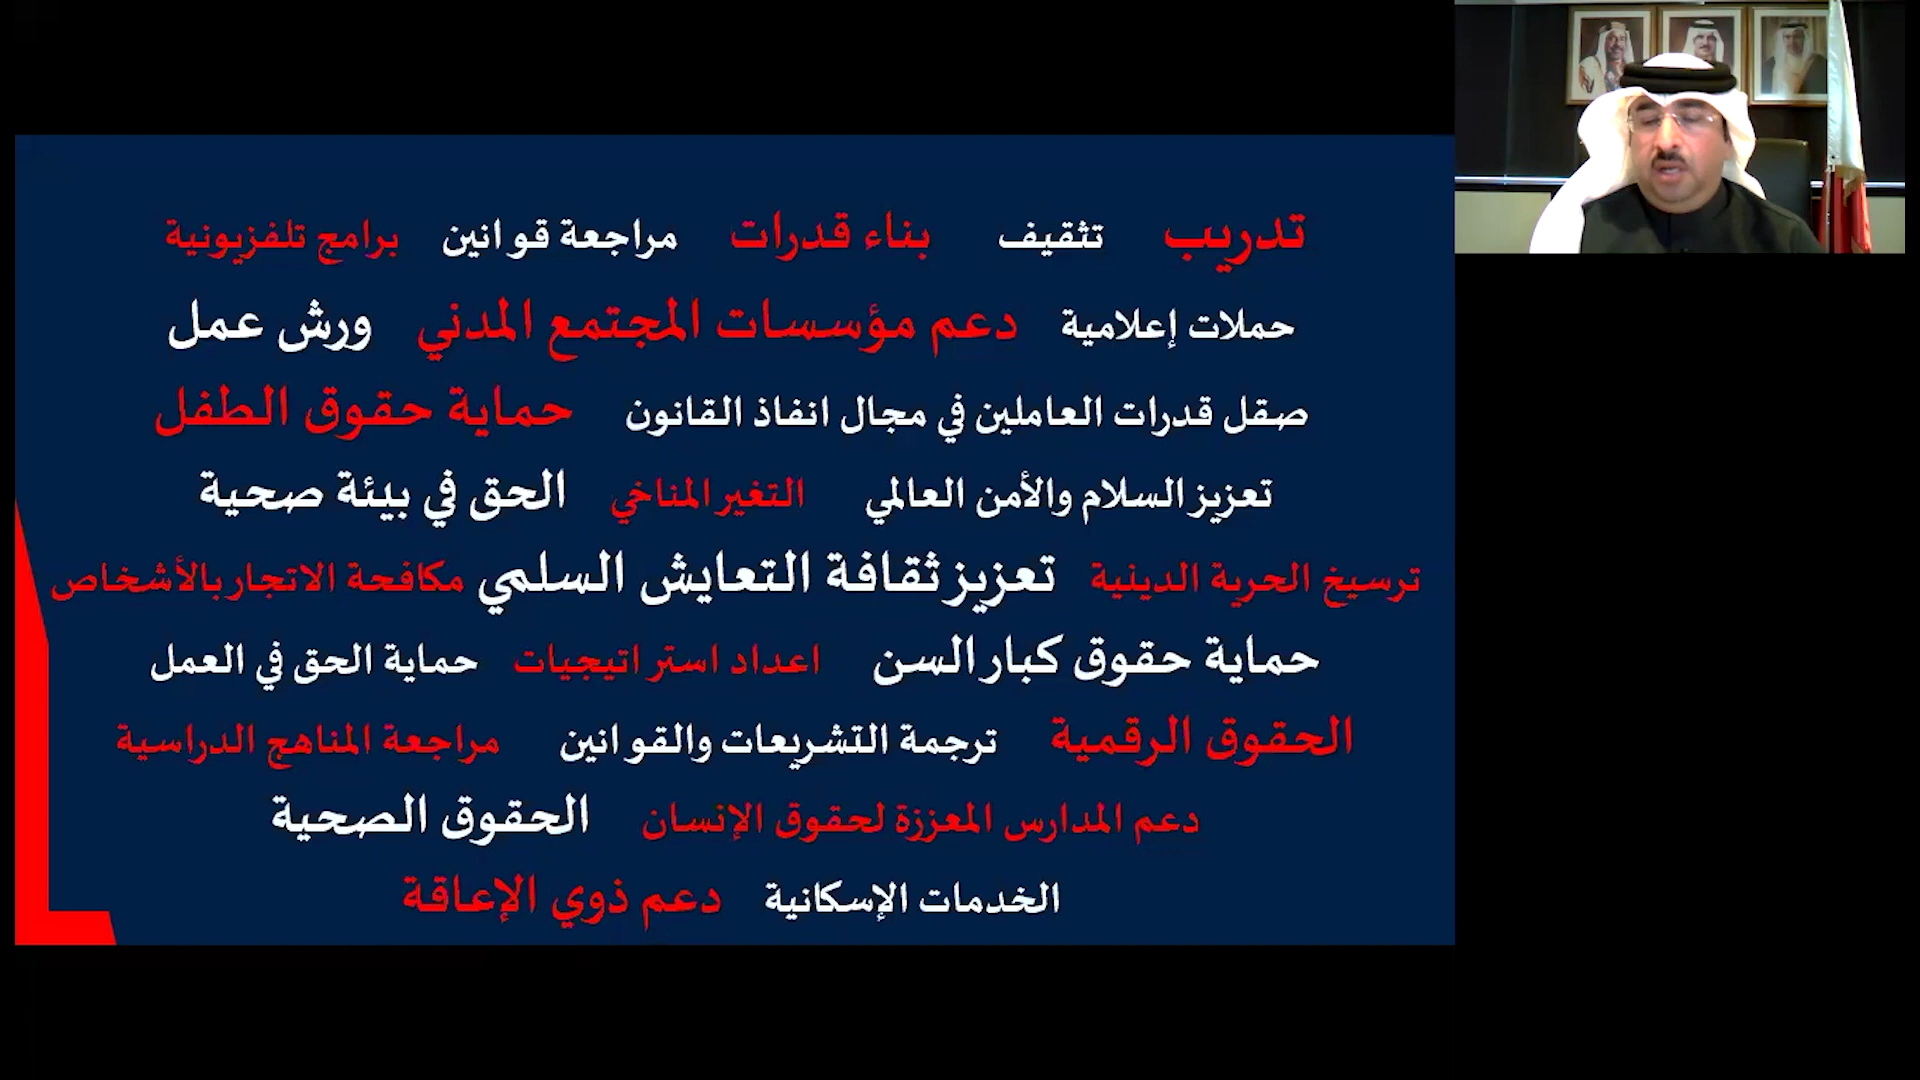 تدريب تثقيف بناء قدرات مراجعة قوانين برامج تلفزيونية
حملات إعلامية دعم مؤسسات المجتمع المدني ورش عمل
صقل قدرات العاملين في مجال انفاذ القانون حماية حقوق الطفل
تعزيز السلام والأمن العالمي التغير المناخي الحق في بيئة صحية
ترسيخ الحرية الدينية تعزيز ثقافة التعايش السلمي مكافحة الاتجار بالأشخاص
حماية حقوق كبار السن اعداد استراتيجيات حماية الحق في العمل
الحقوق الرقمية ترجمة التشريعات والقوانين مراجعة المناهج الدراسية
دعم المدارس المعززة لحقوق الإنسان الحقوق الصحية
الخدمات الإسكانية دعم ذوي الإعاقة